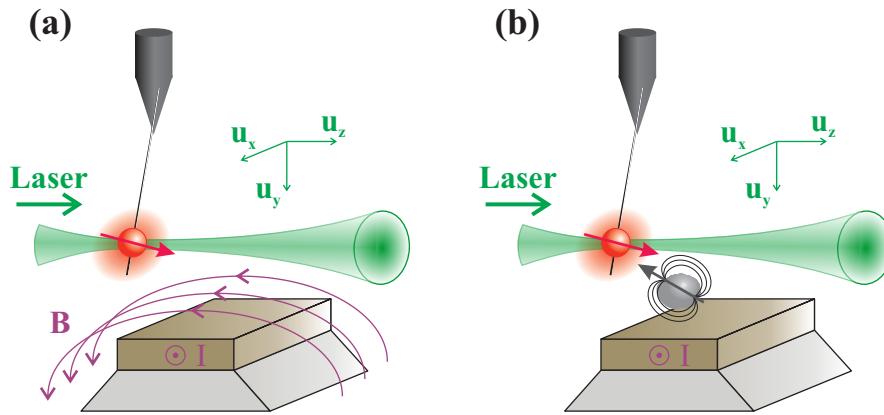 (a)
u_x
u_z
u_y
Laser
B
⊙ I
(b)
u_x
u_z
u_y
Laser
⊙ I